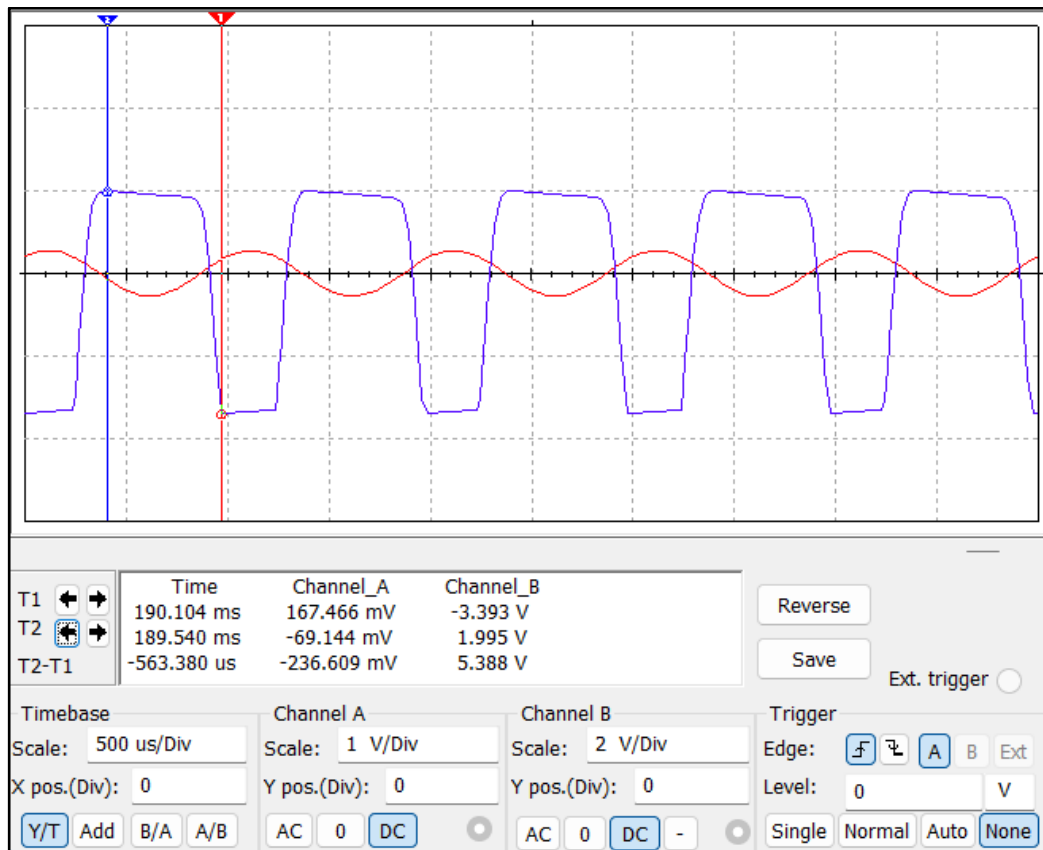 2 1
Time Channel_A Channel_B
T1 190.104 ms 167.466 mV -3.393 V
T2 189.540 ms -69.144 mV 1.995 V
T2-T1 -563.380 us -236.609 mV 5.388 V
Reverse
Save
Ext. trigger
Timebase
Scale: 500 us/Div
X pos.(Div): 0
Y/T Add B/A A/B
Channel A
Scale: 1 V/Div
Y pos.(Div): 0
AC 0 DC
Channel B
Scale: 2 V/Div
Y pos.(Div): 0
AC 0 DC -
Trigger
Edge: A B Ext
Level: 0 V
Single Normal Auto None